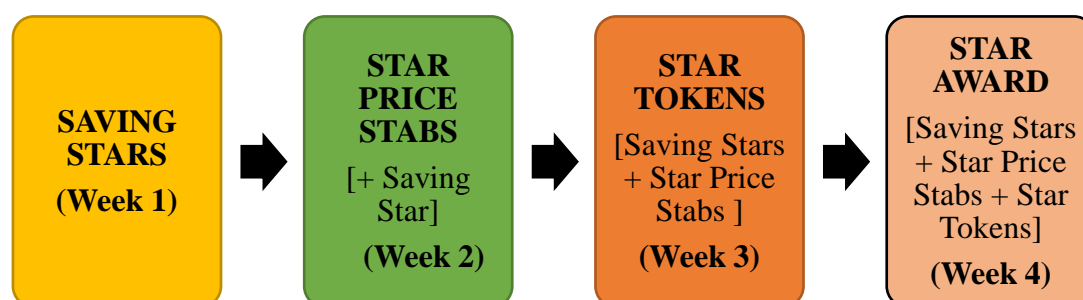 SAVING
STARS
(Week 1)
STAR
PRICE
STABS
[+ Saving
Star]
(Week 2)
STAR
TOKENS
[Saving Stars
+ Star Price
Stabs ]
(Week 3)
STAR
AWARD
[Saving Stars
+ Star Price
Stabs + Star
Tokens]
(Week 4)